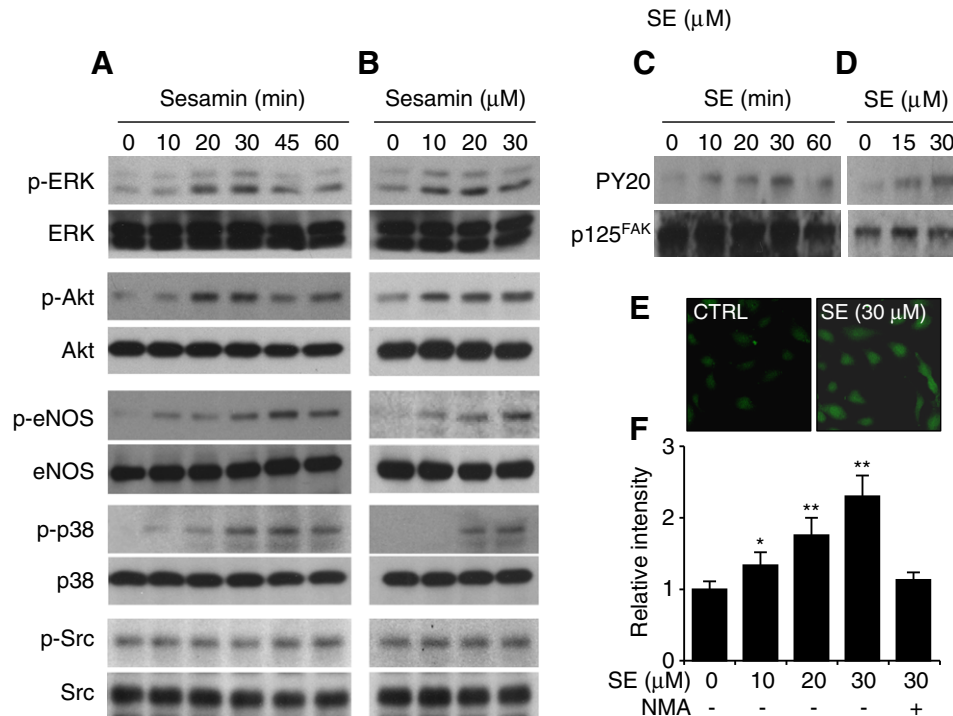 SE (μM)
A
B
C
D
Sesamin (min)
Sesamin (μM)
SE (min)
SE (μM)
0 10 20 30 45 60
0 10 20 30
0 10 20 30 60
0 15 30
p-ERK
ERK
p-Akt
Akt
p-eNOS
eNOS
p-p38
p38
p-Src
Src
PY20
p125FAK
E
CTRL
SE (30 μM)
F
Relative intensity
3
2
1
0
*
**
**
SE (μM) 0 10 20 30 30
NMA - - - - +